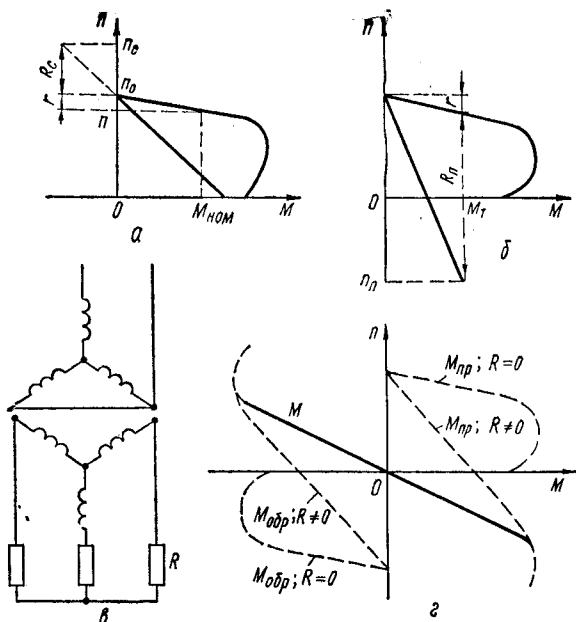 n
n_c
R_c
n_0
r
n
0
M_ном
M
а
n
r
R_п
0
M_т
M
n_п
б
R
в
n
M_пр; R=0
M
M_пр; R≠0
0
M
M_обр; R≠0
M_обр; R=0
г